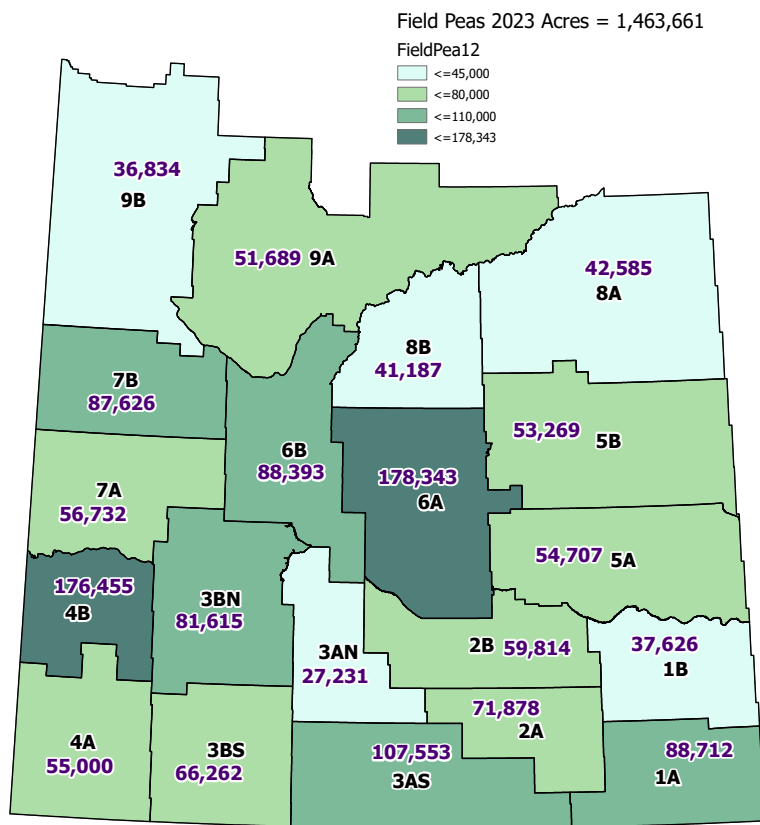 Field Peas 2023 Acres = 1,463,661
FieldPea12
<=45,000
<=80,000
<=110,000
<=178,343
36,834
9B
51,689 9A
42,585
8A
8B
41,187
7B
87,626
53,269 5B
6B
88,393
178,343
6A
7A
56,732
54,707 5A
176,455
4B
3BN
81,615
3AN
27,231
2B 59,814
37,626
1B
71,878
2A
4A
55,000
3BS
66,262
107,553
3AS
88,712
1A